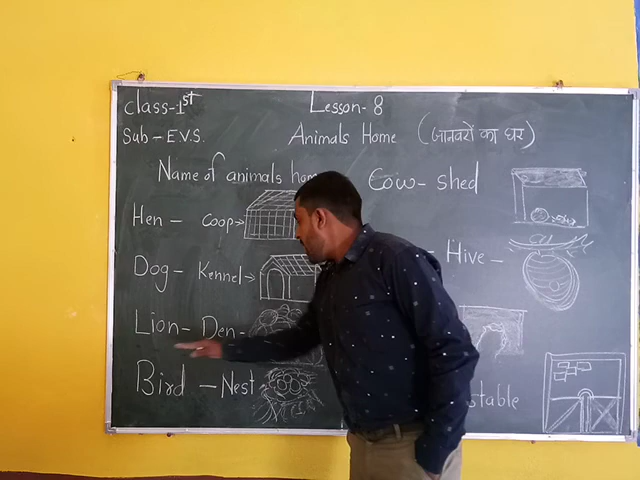 Class-1st
Lesson-8
Sub-E.V.S.
Animals Home (जानवरों का घर)
Name of animals hom
Hen - Coop
Dog - Kennel
Lion - Den-
Bird - Nest
Cow - shed
- Hive -
stable